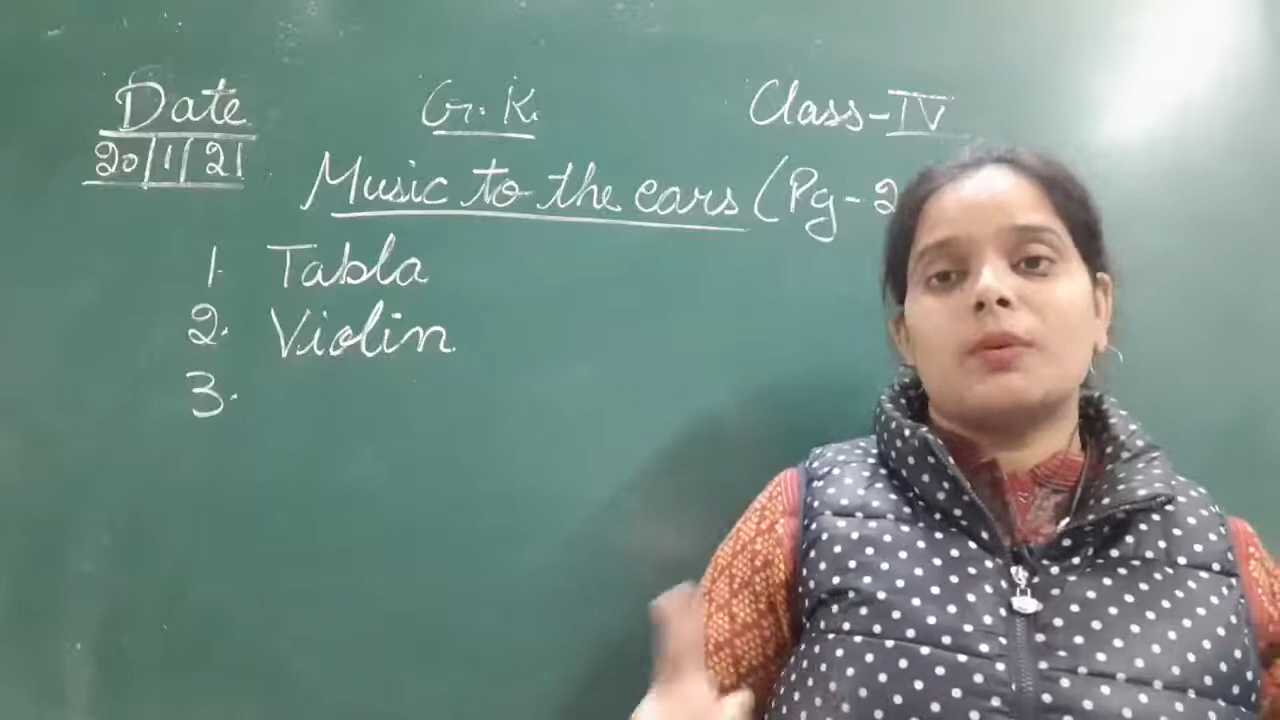 Date G.K. Class-IV
20/1/21
Music to the ears (Pg-2
1. Tabla
2. Violin
3.